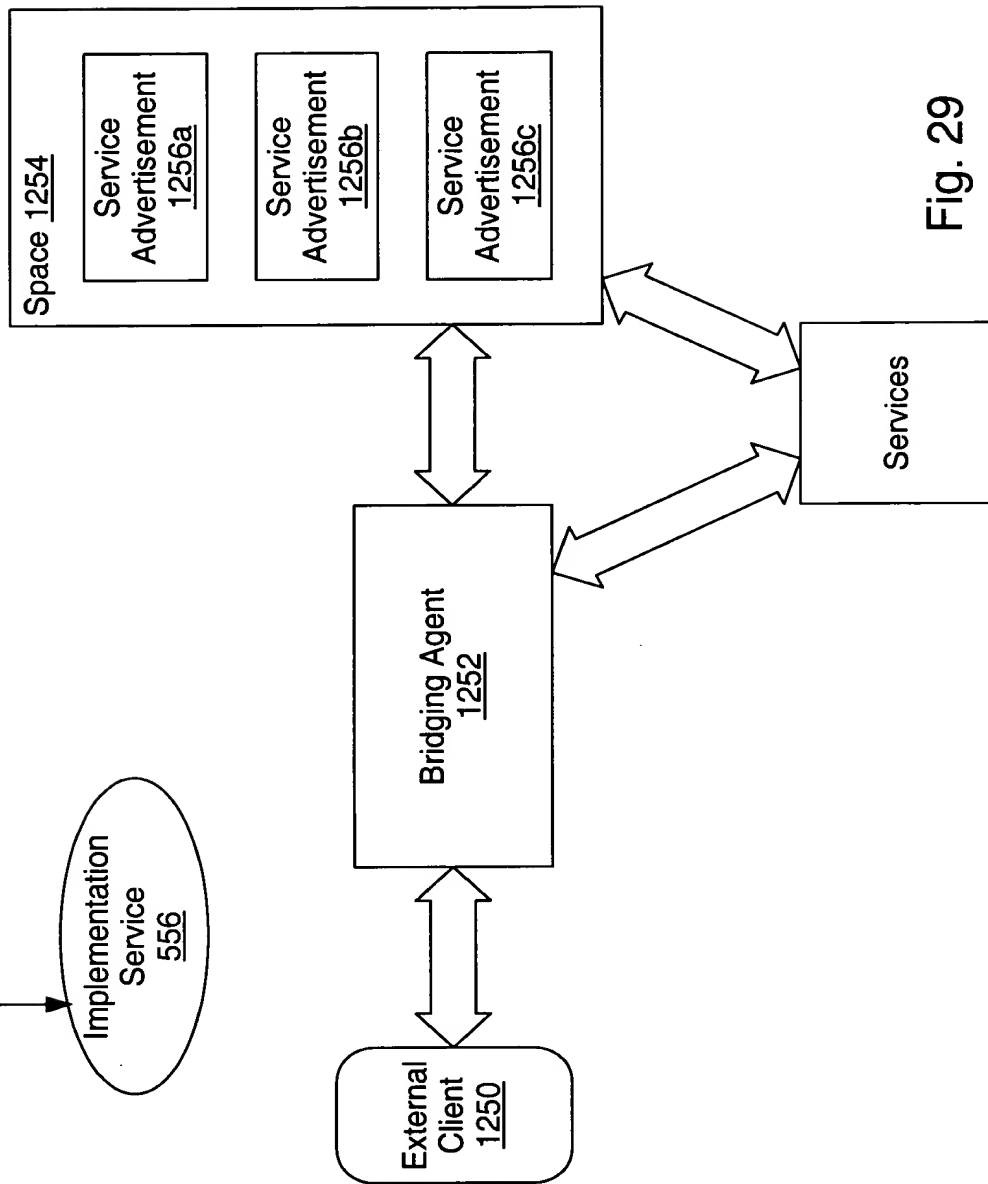 Implementation
Service
556
External
Client
1250
Bridging Agent
1252
Space 1254
Service
Advertisement
1256a
Service
Advertisement
1256b
Service
Advertisement
1256c
Services
Fig. 29